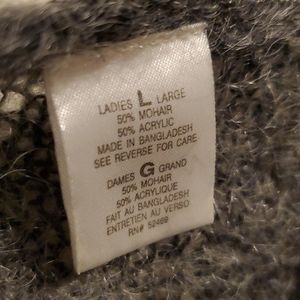 LADIES L LARGE
50% MOHAIR
50% ACRYLIC
MADE IN BANGLADESH
SEE REVERSE FOR CARE
DAMES G GRAND
50% MOHAIR
50% ACRYLIQUE
FAIT AU BANGLADESH
ENTRETIEN AU VERSO
RN#